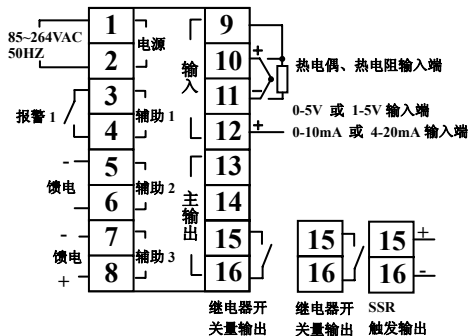 85~264VAC
50HZ
1
2
电源
报警 1
3
4
辅助 1
-
馈电
5
6
辅助 2
-
馈电
+
7
8
辅助 3
输入
9
10
11
12
+
-
+
热电偶、热电阻输入端
0-5V 或 1-5V 输入端
0-10mA 或 4-20mA 输入端
主输出
13
14
15
16
继电器开
关量输出
15
16
继电器开
关量输出
15
16
+
-
SSR
触发输出